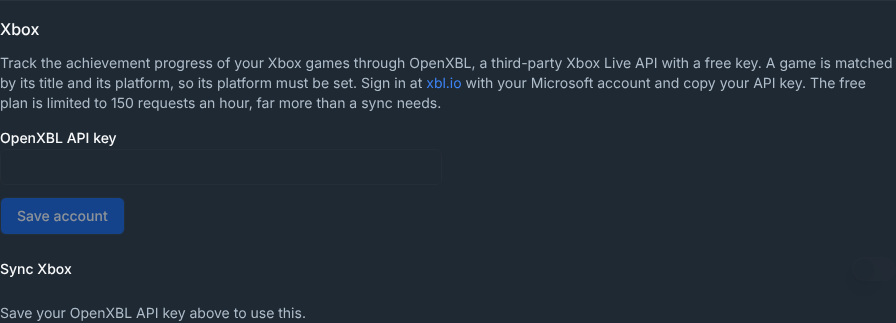 Xbox
Track the achievement progress of your Xbox games through OpenXBL, a third-party Xbox Live API with a free key. A game is matched
by its title and its platform, so its platform must be set. Sign in at xbl.io with your Microsoft account and copy your API key. The free
plan is limited to 150 requests an hour, far more than a sync needs.
OpenXBL API key
Save account
Sync Xbox
Save your OpenXBL API key above to use this.